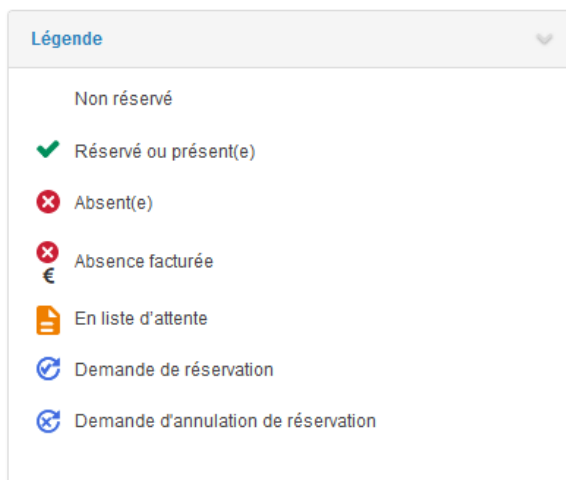 Légende
Non réservé
Réservé ou présent(e)
Absent(e)
€
Absence facturée
En liste d'attente
Demande de réservation
Demande d'annulation de réservation